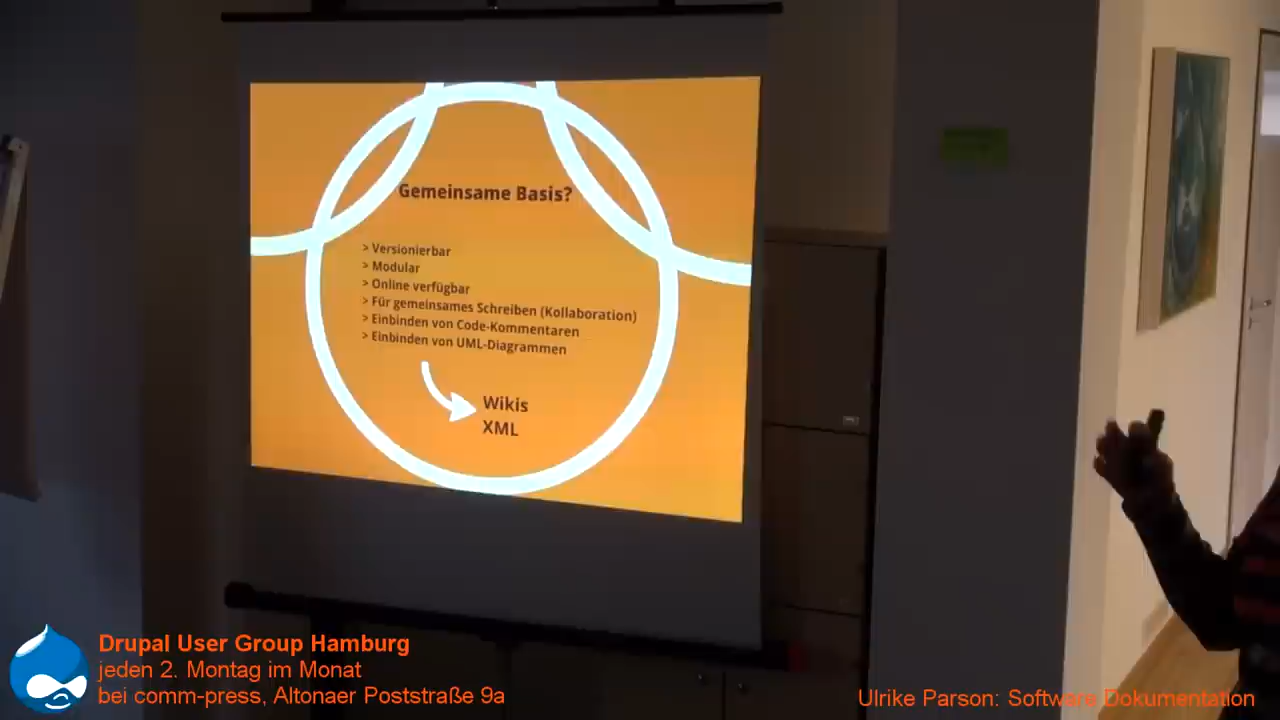 Gemeinsame Basis?
> Versionierbar
> Modular
> Online verfügbar
> Für gemeinsames Schreiben (Kollaboration)
> Einbinden von Code-Kommentaren
> Einbinden von UML-Diagrammen
Wikis
XML
Drupal User Group Hamburg
jeden 2. Montag im Monat
bei comm-press, Altonaer Poststraße 9a
Ulrike Parson: Software Dokumentation